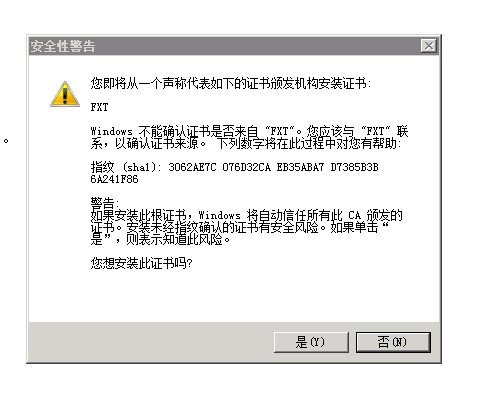 安全性警告
您即将从一个声称代表如下的证书颁发机构安装证书:
FXT
Windows 不能确认证书是否来自 “FXT”。您应该与 “FXT” 联
系，以确认证书来源。 下列数字将在此过程中对您有帮助:
指纹 (sha1): 3062AE7C 076D32CA EB35ABA7 D7385B3B
6A241F86
警告:
如果安装此根证书，Windows 将自动信任所有此 CA 颁发的
证书。安装未经指纹确认的证书有安全风险。如果单击“
是”，则表示知道此风险。
您想安装此证书吗?
是(Y)
否(N)
。